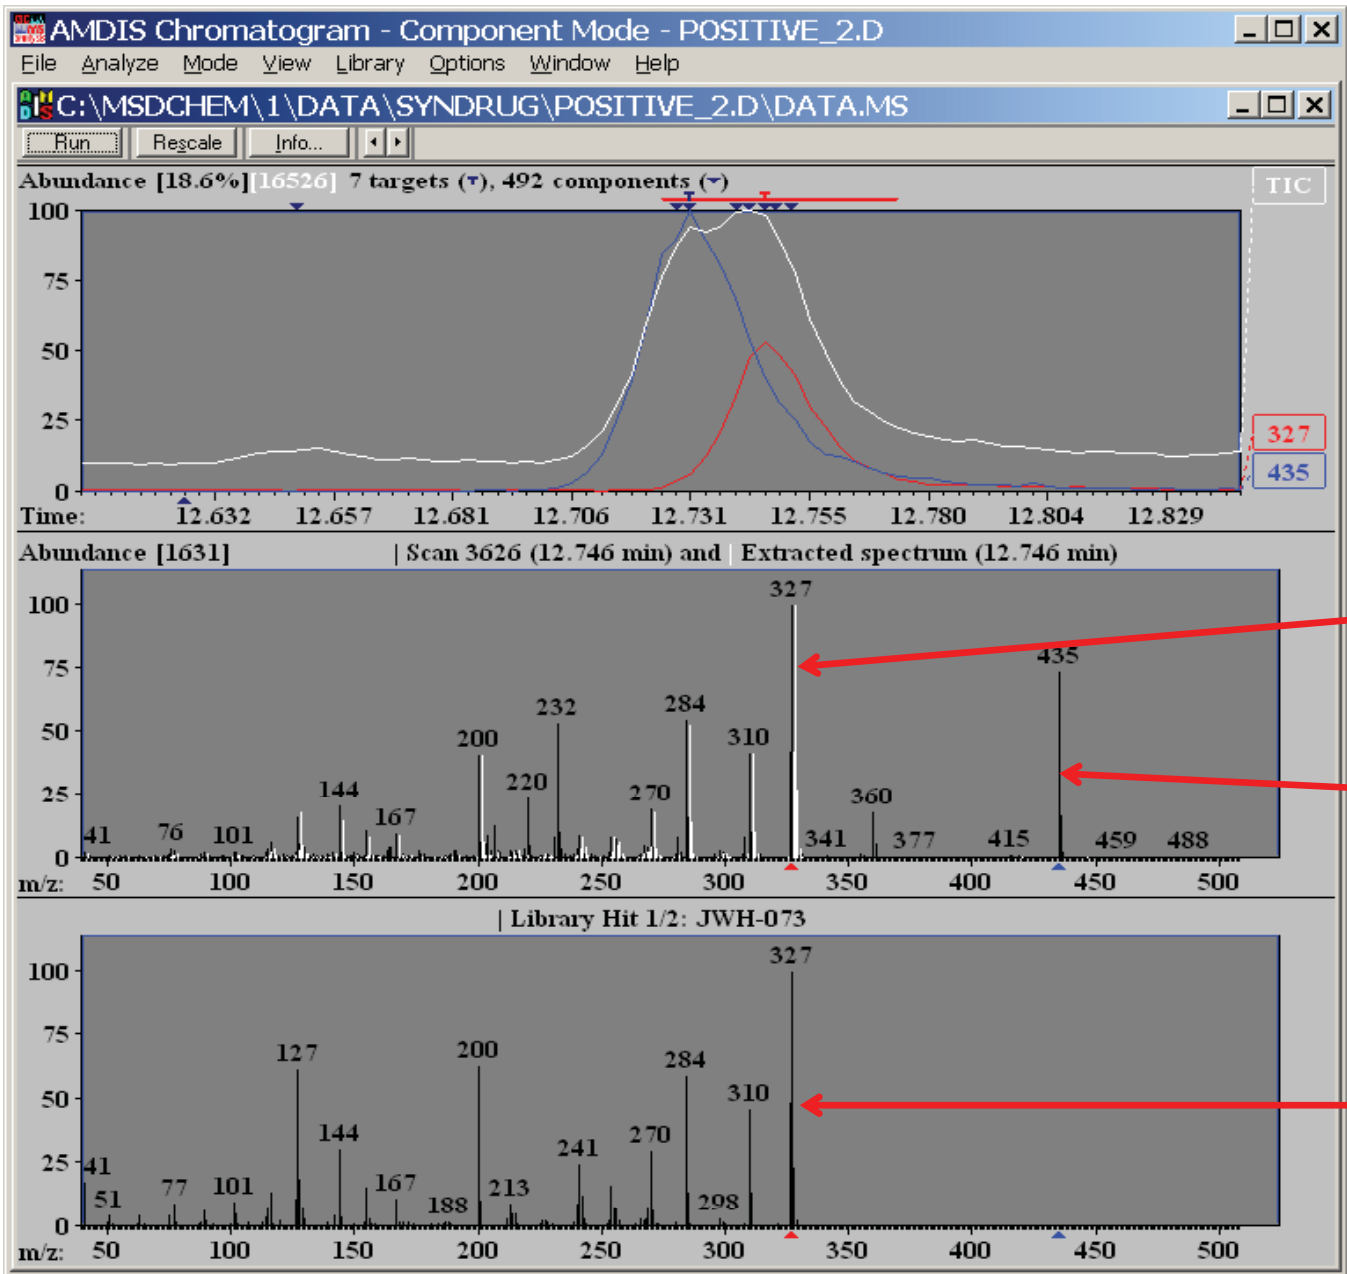 AMDIS Chromatogram - Component Mode - POSITIVE_2.D
File Analyze Mode View Library Options Window Help
C:\MSDCHEM\1\DATA\SYNDRUG\POSITIVE_2.D\DATA.MS
Run Rescale Info...
Abundance [18.6%][16526] 7 targets (T), 492 components (▾)
TIC
100
75
50
25
0
327
435
Time: 12.632 12.657 12.681 12.706 12.731 12.755 12.780 12.804 12.829
Abundance [1631] | Scan 3626 (12.746 min) and | Extracted spectrum (12.746 min)
100
75
50
25
0
327
435
232
284
200
310
220
144
270
360
167
41 76 101 341 377 415 459 488
m/z: 50 100 150 200 250 300 350 400 450 500
| Library Hit 1/2: JWH-073
100
75
50
25
0
327
127
200
284
310
144
270
241
41
77 101 167 213
51 188 298
m/z: 50 100 150 200 250 300 350 400 450 500